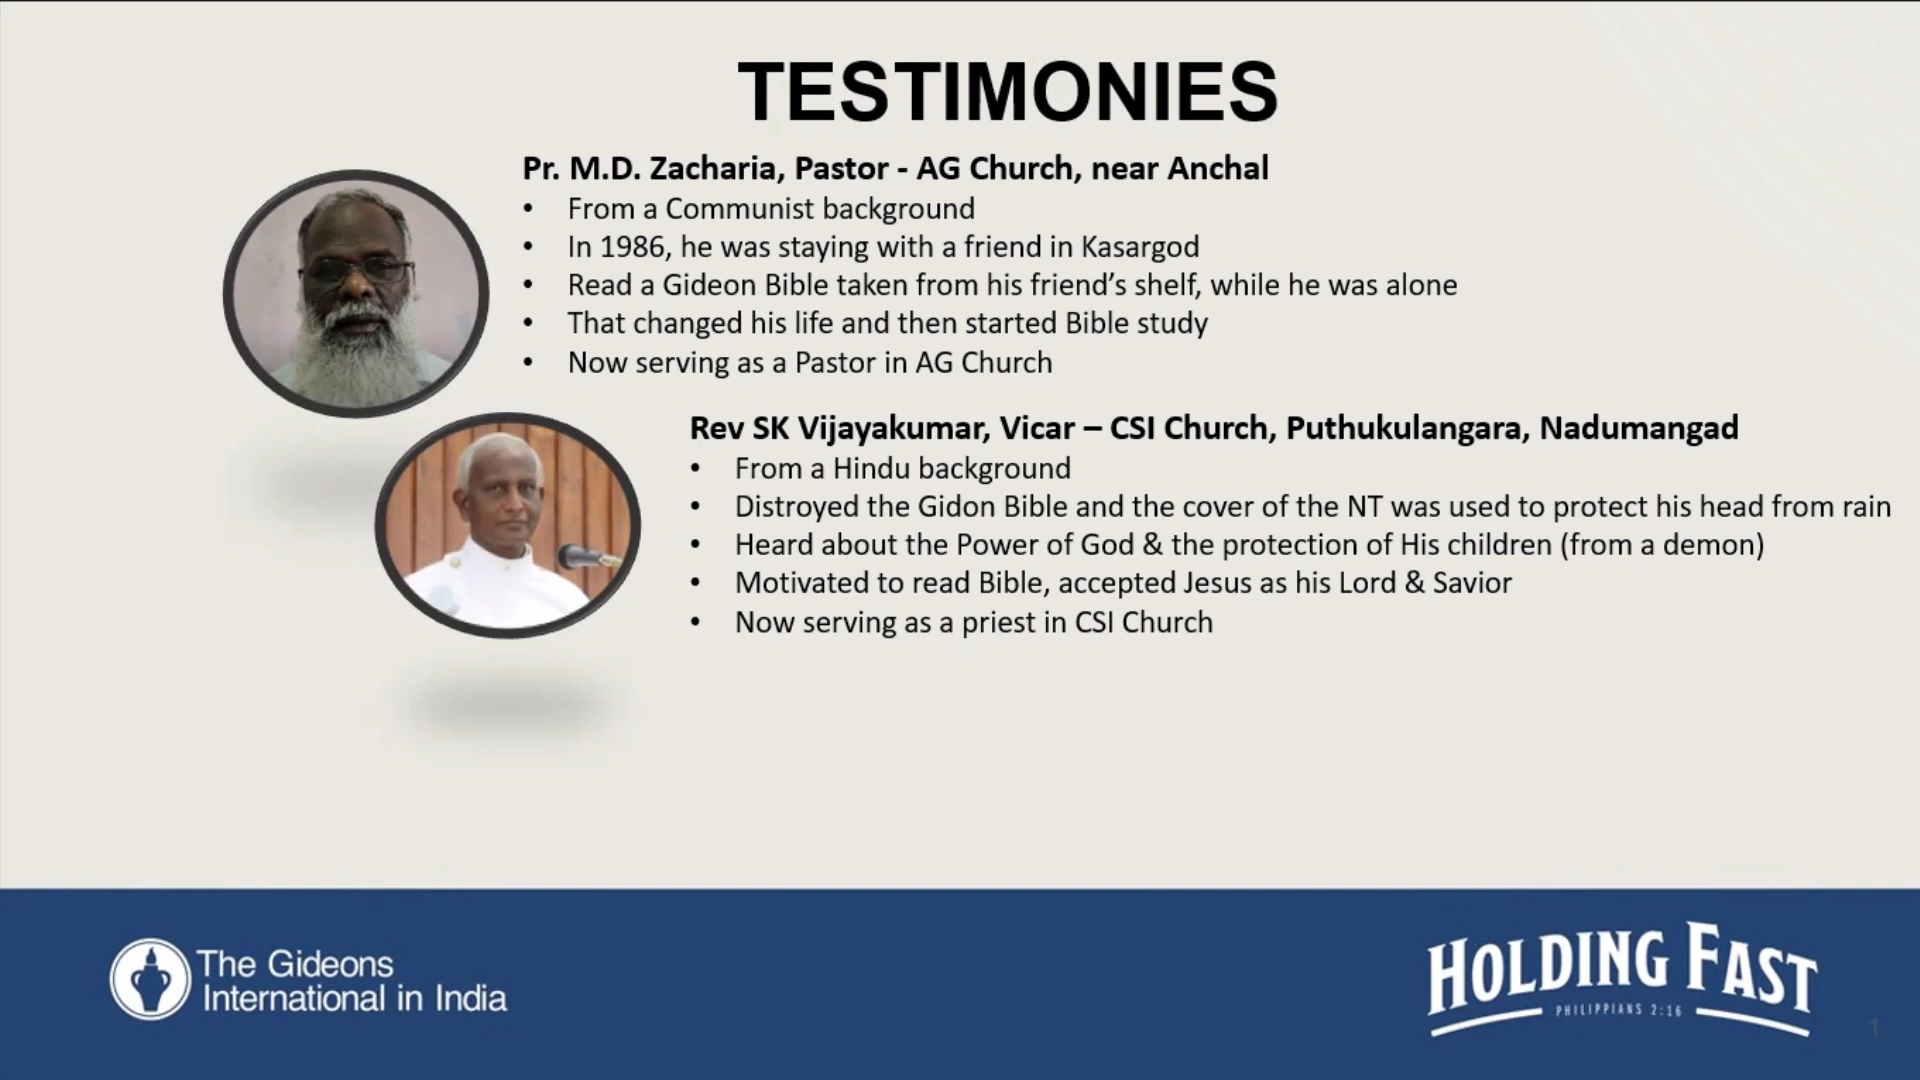 TESTIMONIES
Pr. M.D. Zacharia, Pastor - AG Church, near Anchal
• From a Communist background
• In 1986, he was staying with a friend in Kasargod
• Read a Gideon Bible taken from his friend’s shelf, while he was alone
• That changed his life and then started Bible study
• Now serving as a Pastor in AG Church
Rev SK Vijayakumar, Vicar – CSI Church, Puthukulangara, Nadumangad
• From a Hindu background
• Distroyed the Gidon Bible and the cover of the NT was used to protect his head from rain
• Heard about the Power of God & the protection of His children (from a demon)
• Motivated to read Bible, accepted Jesus as his Lord & Savior
• Now serving as a priest in CSI Church
The Gideons
International in India
HOLDING FAST
PHILIPPIANS 2:16
1